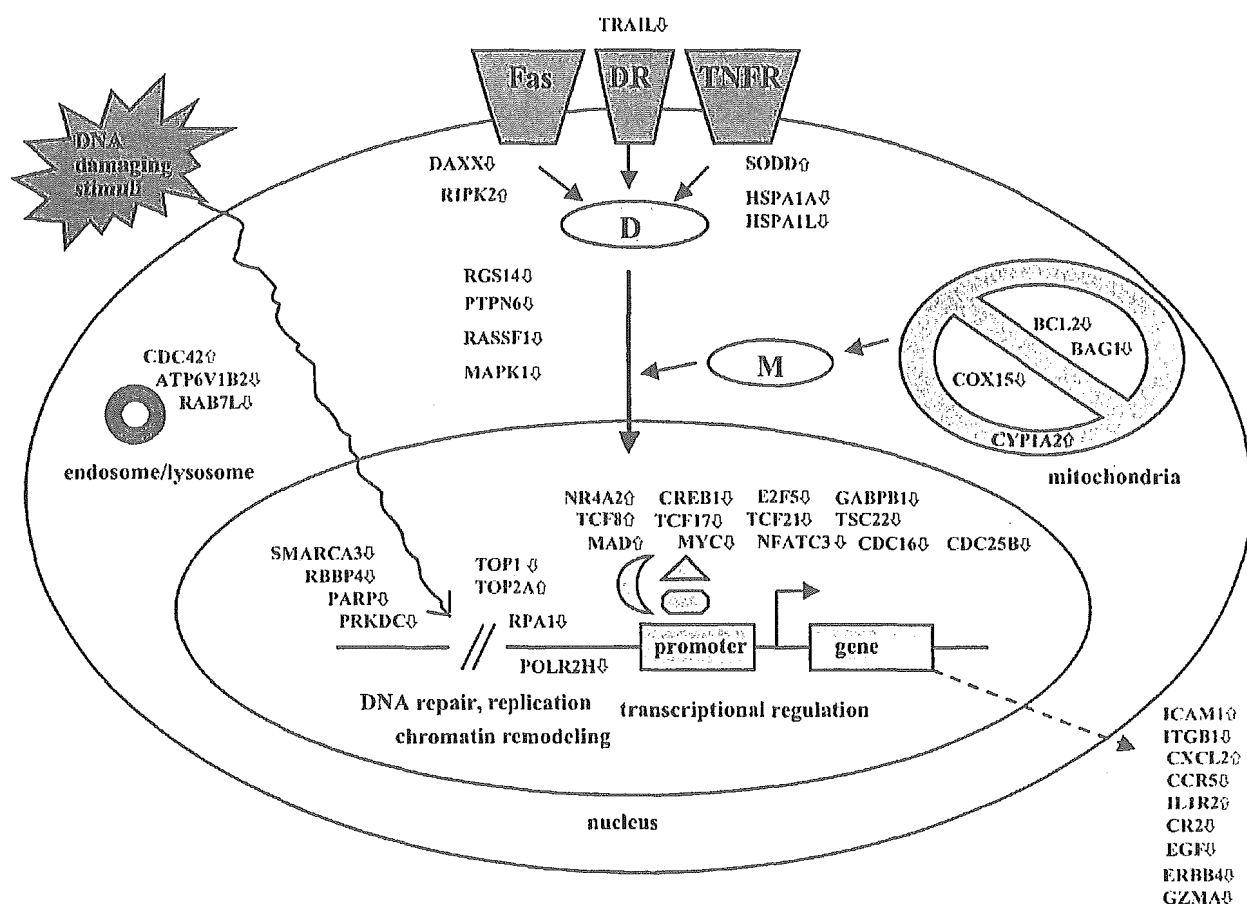 TRAIL⇩
Fas DR TNFR
DNA
damaging
stimuli
DAXX⇩
RIPK2⇧
SODD⇧
HSPA1A⇩
HSPA1L⇩
D
RGS14⇩
PTPN6⇩
RASSF1⇩
MAPK1⇩
M
BCL2⇩
BAG1⇩
COX15⇩
CYP1A2⇧
mitochondria
CDC42⇧
ATP6V1B2⇩
RAB7L⇩
endosome/lysosome
NR4A2⇧ CREB1⇩ E2F5⇩ GABPB1⇩
TCF8⇧ TCF17⇩ TCF21⇩ TSC22⇩
MAD⇧ MYC⇩ NFATC3⇩ CDC16⇩ CDC25B⇩
SMARCA3⇩
RBBP4⇩
PARP⇩
PRKDC⇩
TOP1⇩
TOP2A⇧
RPA1⇩
POLR2H⇩
promoter gene
DNA repair, replication
chromatin remodeling
transcriptional regulation
nucleus
ICAM1⇧
ITGB1⇩
CXCL2⇧
CCR5⇩
IL1R2⇧
CR2⇩
EGF⇩
ERBB4⇩
GZMA⇩